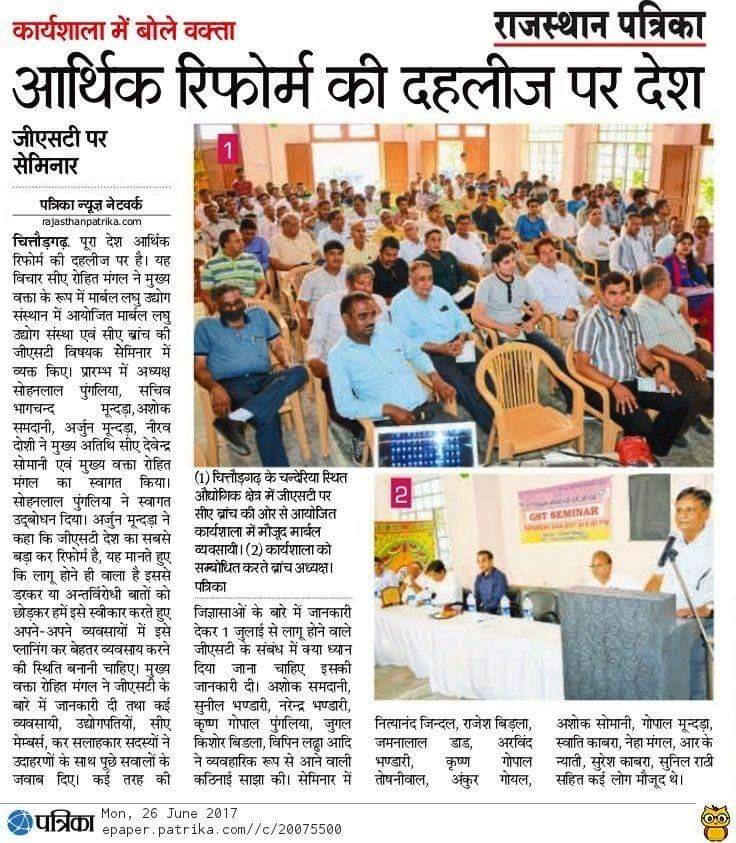 कार्यशाला में बोले वक्ता
राजस्थान पत्रिका
आर्थिक रिफोर्म की दहलीज पर देश
जीएसटी पर
सेमिनार
पत्रिका न्यूज़ नेटवर्क
rajasthanpatrika.com
चित्तौड़गढ़. पूरा देश आर्थिक
रिफोर्म की दहलीज पर है। यह
विचार सीए रोहित मंगल ने मुख्य
वक्ता के रूप में मार्बल लघु उद्योग
संस्थान में आयोजित मार्बल लघु
उद्योग संस्था एवं सीए ब्रांच की
जीएसटी विषयक सेमिनार में
व्यक्त किए। प्रारम्भ में अध्यक्ष
सोहनलाल पुंगलिया, सचिव
भागचन्द मून्दड़ा,अशोक
समदानी, अर्जुन मून्दड़ा, नीरव
दोशी ने मुख्य अतिथि सीए देवेन्द्र
सोमानी एवं मुख्य वक्ता रोहित
मंगल का स्वागत किया।
सोहनलाल पुंगलिया ने स्वागत
उद्बोधन दिया। अर्जुन मून्दड़ा ने
कहा कि जीएसटी देश का सबसे
बड़ा कर रिफोर्म है, यह मानते हुए
कि लागू होने ही वाला है इससे
डरकर या अन्तर्विरोधी बातों को
छोड़कर हमें इसे स्वीकार करते हुए
अपने-अपने व्यवसायों में इसे
प्लानिंग कर बेहतर व्यवसाय करने
की स्थिति बनानी चाहिए। मुख्य
वक्ता रोहित मंगल ने जीएसटी के
बारे में जानकारी दी तथा कई
व्यवसायी, उद्योगपतियों, सीए
मेम्बर्स, कर सलाहकार सदस्यों ने
उदाहरणों के साथ पूछे सवालों के
जवाब दिए। कई तरह की
1
(1) चित्तौड़गढ़ के चन्देरिया स्थित
औद्योगिक क्षेत्र में जीएसटी पर
सीए ब्रांच की ओर से आयोजित
कार्यशाला में मौजूद मार्बल
व्यवसायी। (2) कार्यशाला को
सम्बोधित करते ब्रांच अध्यक्ष।
पत्रिका
2
GST SEMINAR
जिज्ञासाओं के बारे में जानकारी
देकर 1 जुलाई से लागू होने वाले
जीएसटी के संबंध में क्या ध्यान
दिया जाना चाहिए इसकी
जानकारी दी। अशोक समदानी,
सुनील भण्डारी, नरेन्द्र भण्डारी,
कृष्ण गोपाल पुंगलिया, जुगल
किशोर बिडला, विपिन लढ्ढा आदि
ने व्यवहारिक रूप से आने वाली
कठिनाई साझा की। सेमिनार में
नित्यानंद जिन्दल, राजेश बिड़ला,
जमनालाल डाड, अरविंद
भण्डारी, कृष्ण गोपाल
तोषनीवाल, अंकुर गोयल,
अशोक सोमानी, गोपाल मून्दड़ा,
स्वाति काबरा, नेहा मंगल, आर के
न्याती, सुरेश काबरा, सुनिल राठी
सहित कई लोग मौजूद थे।
पत्रिका
Mon, 26 June 2017
epaper.patrika.com//c/20075500